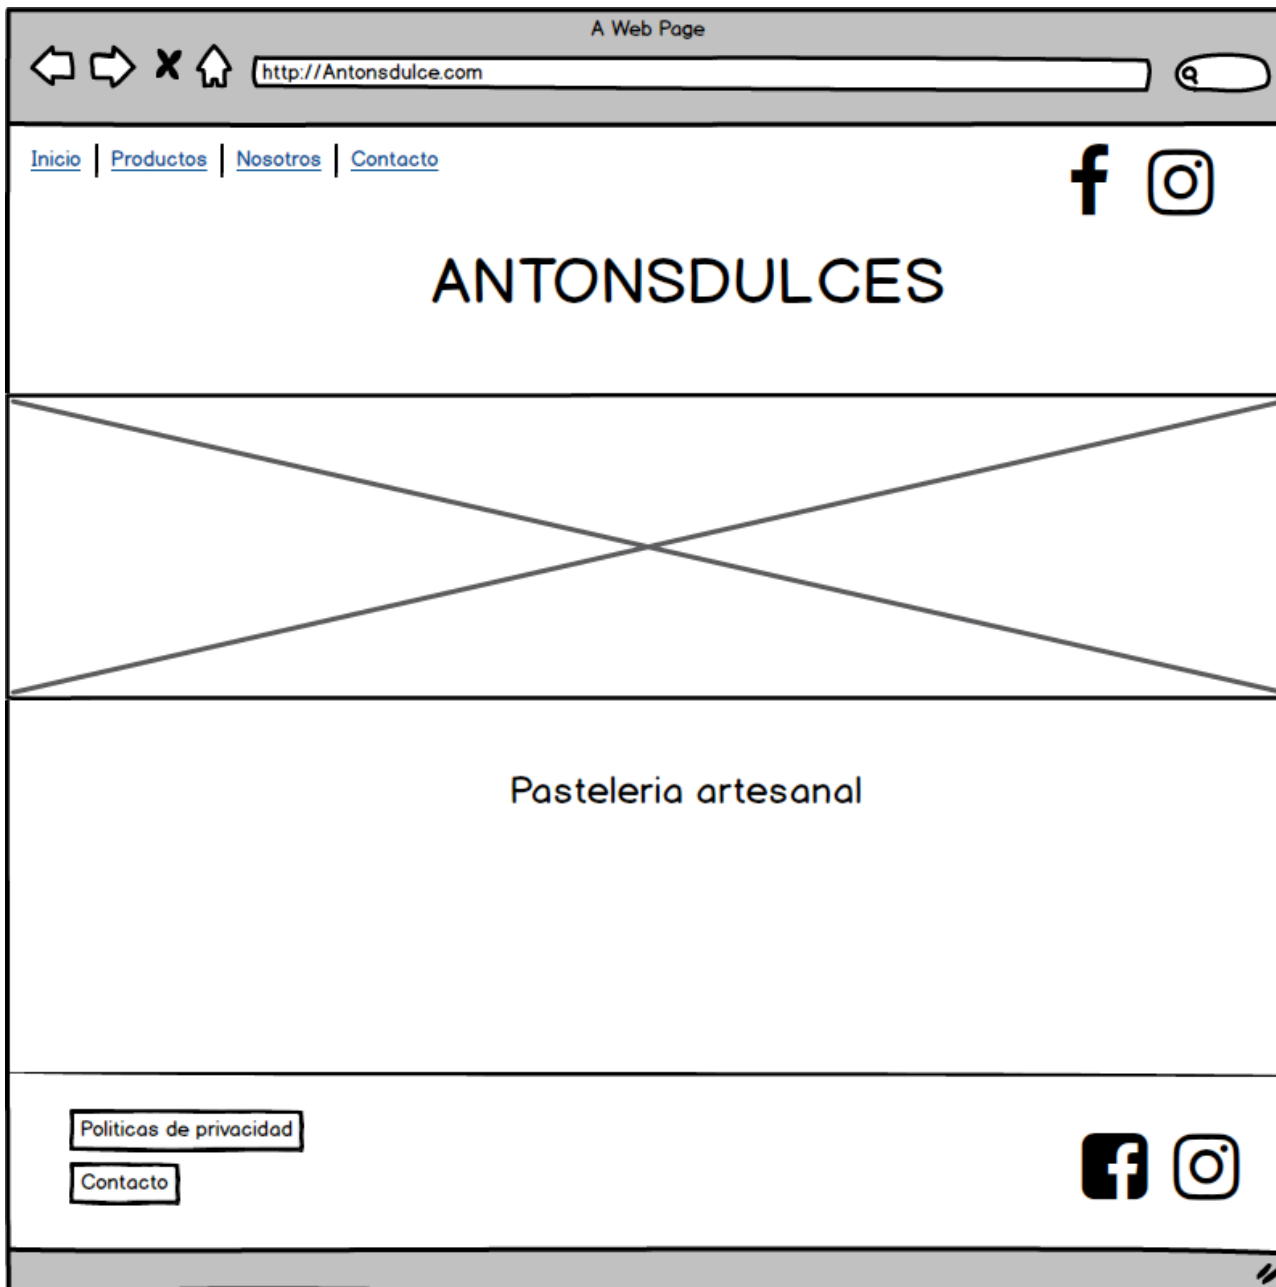 A Web Page
http://Antonsdulce.com
Inicio | Productos | Nosotros | Contacto
ANTONSDULCES
Pasteleria artesanal
Politicas de privacidad
Contacto